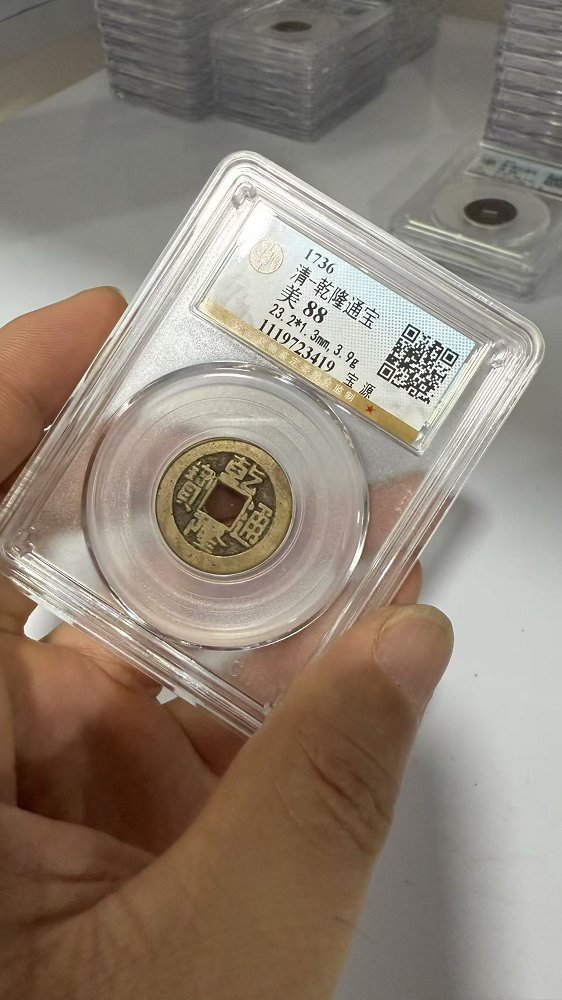 1736
清-乾隆通宝
美 88
23.2*1.3mm,3.9g
1119723419 宝源
乾隆通寶